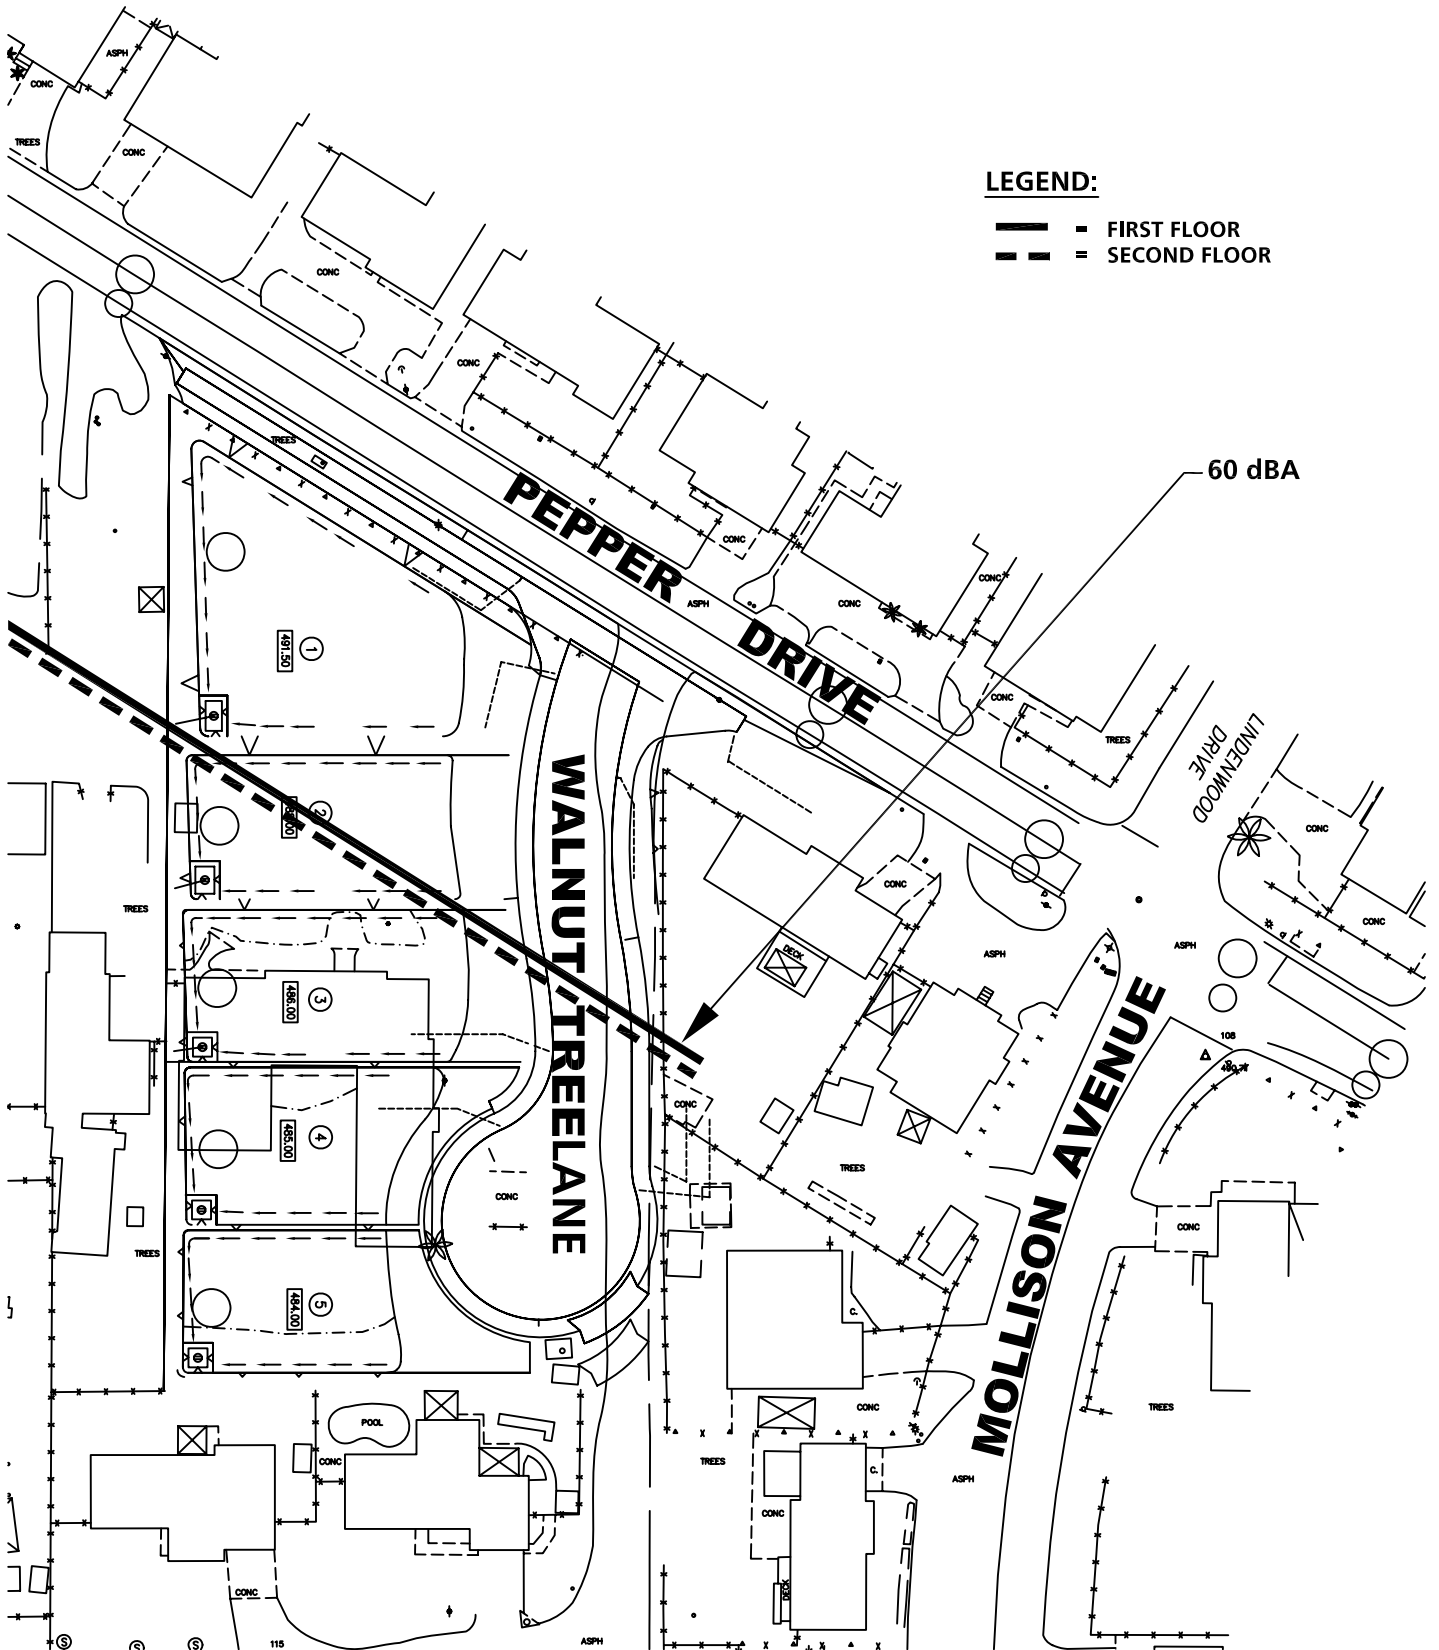 LEGEND:
= FIRST FLOOR
= SECOND FLOOR
60 dBA
PEPPER DRIVE
LINDENWOOD
DRIVE
WALNUT TREELANE
MOLLISON AVENUE
ASPH
CONC
TREES
CONC
CONC
CONC
TREES
CONC
ASPH
CONC
CONC
CONC
TREES
CONC
CONC
CONC
DECK
ASPH
ASPH
1
491.50
2
3
486.00
4
485.00
5
484.00
TREES
TREES
CONC
CONC
TREES
108
CONC
C.
CONC
TREES
POOL
CONC
TREES
C.
ASPH
CONC
DECK
CONC
S
S
S
115
ASPH